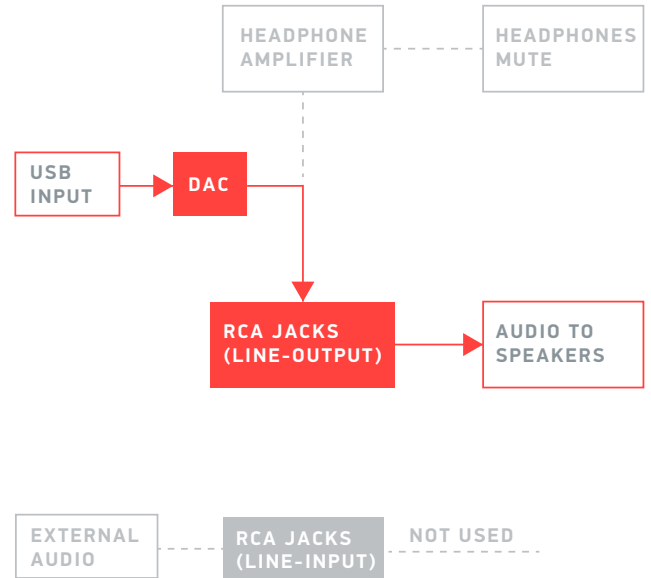 HEADPHONE
AMPLIFIER
HEADPHONES
MUTE
USB
INPUT
DAC
RCA JACKS
(LINE-OUTPUT)
AUDIO TO
SPEAKERS
EXTERNAL
AUDIO
RCA JACKS
(LINE-INPUT)
NOT USED